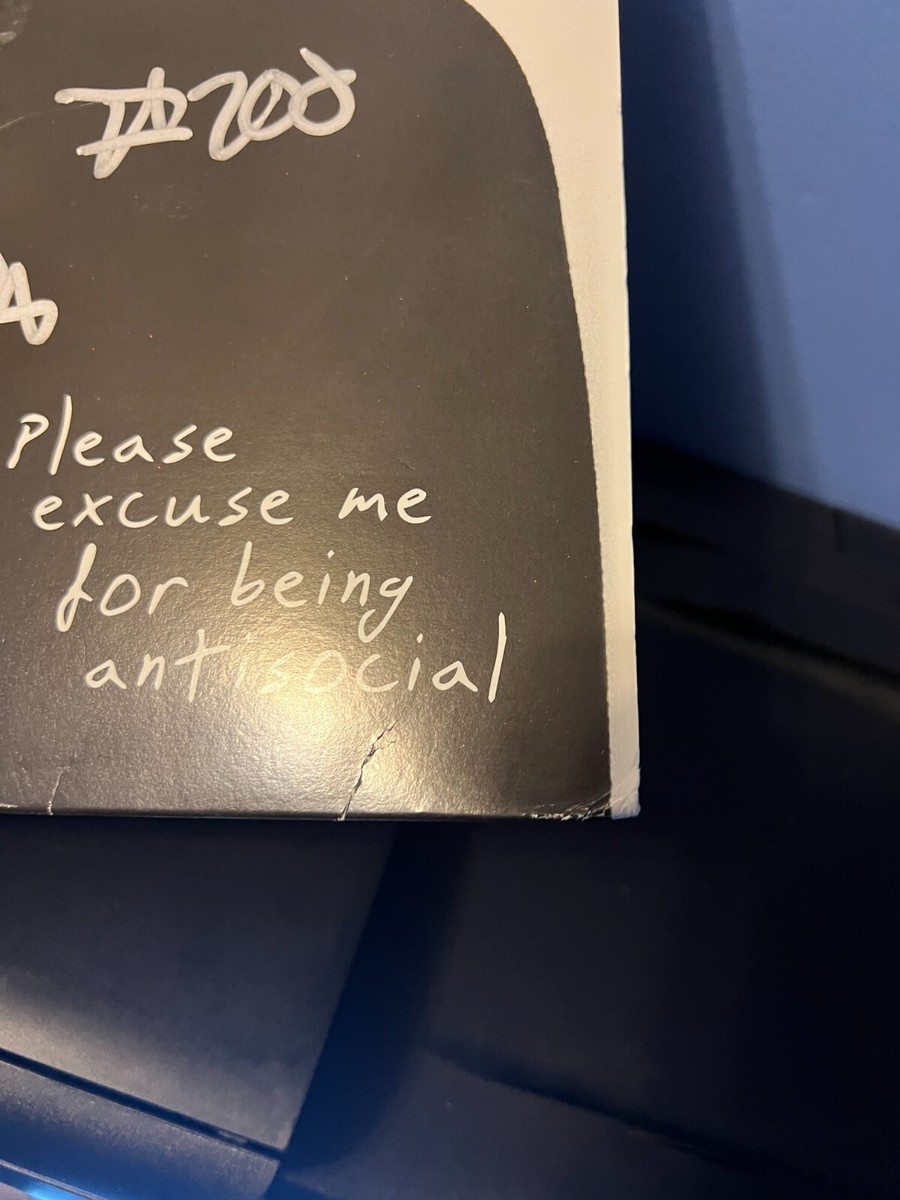 Please
excuse me
for being
antisocial